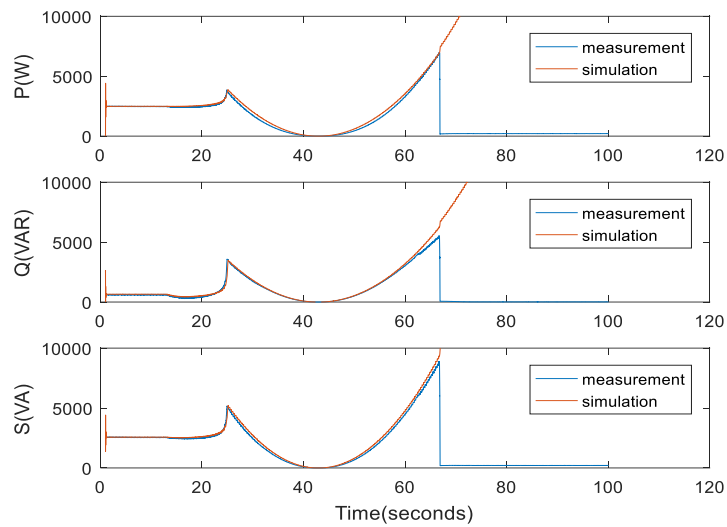 10000
5000
0
P(W)
measurement
simulation
0 20 40 60 80 100 120
10000
5000
0
Q(VAR)
measurement
simulation
0 20 40 60 80 100 120
10000
5000
0
S(VA)
measurement
simulation
0 20 40 60 80 100 120
Time(seconds)